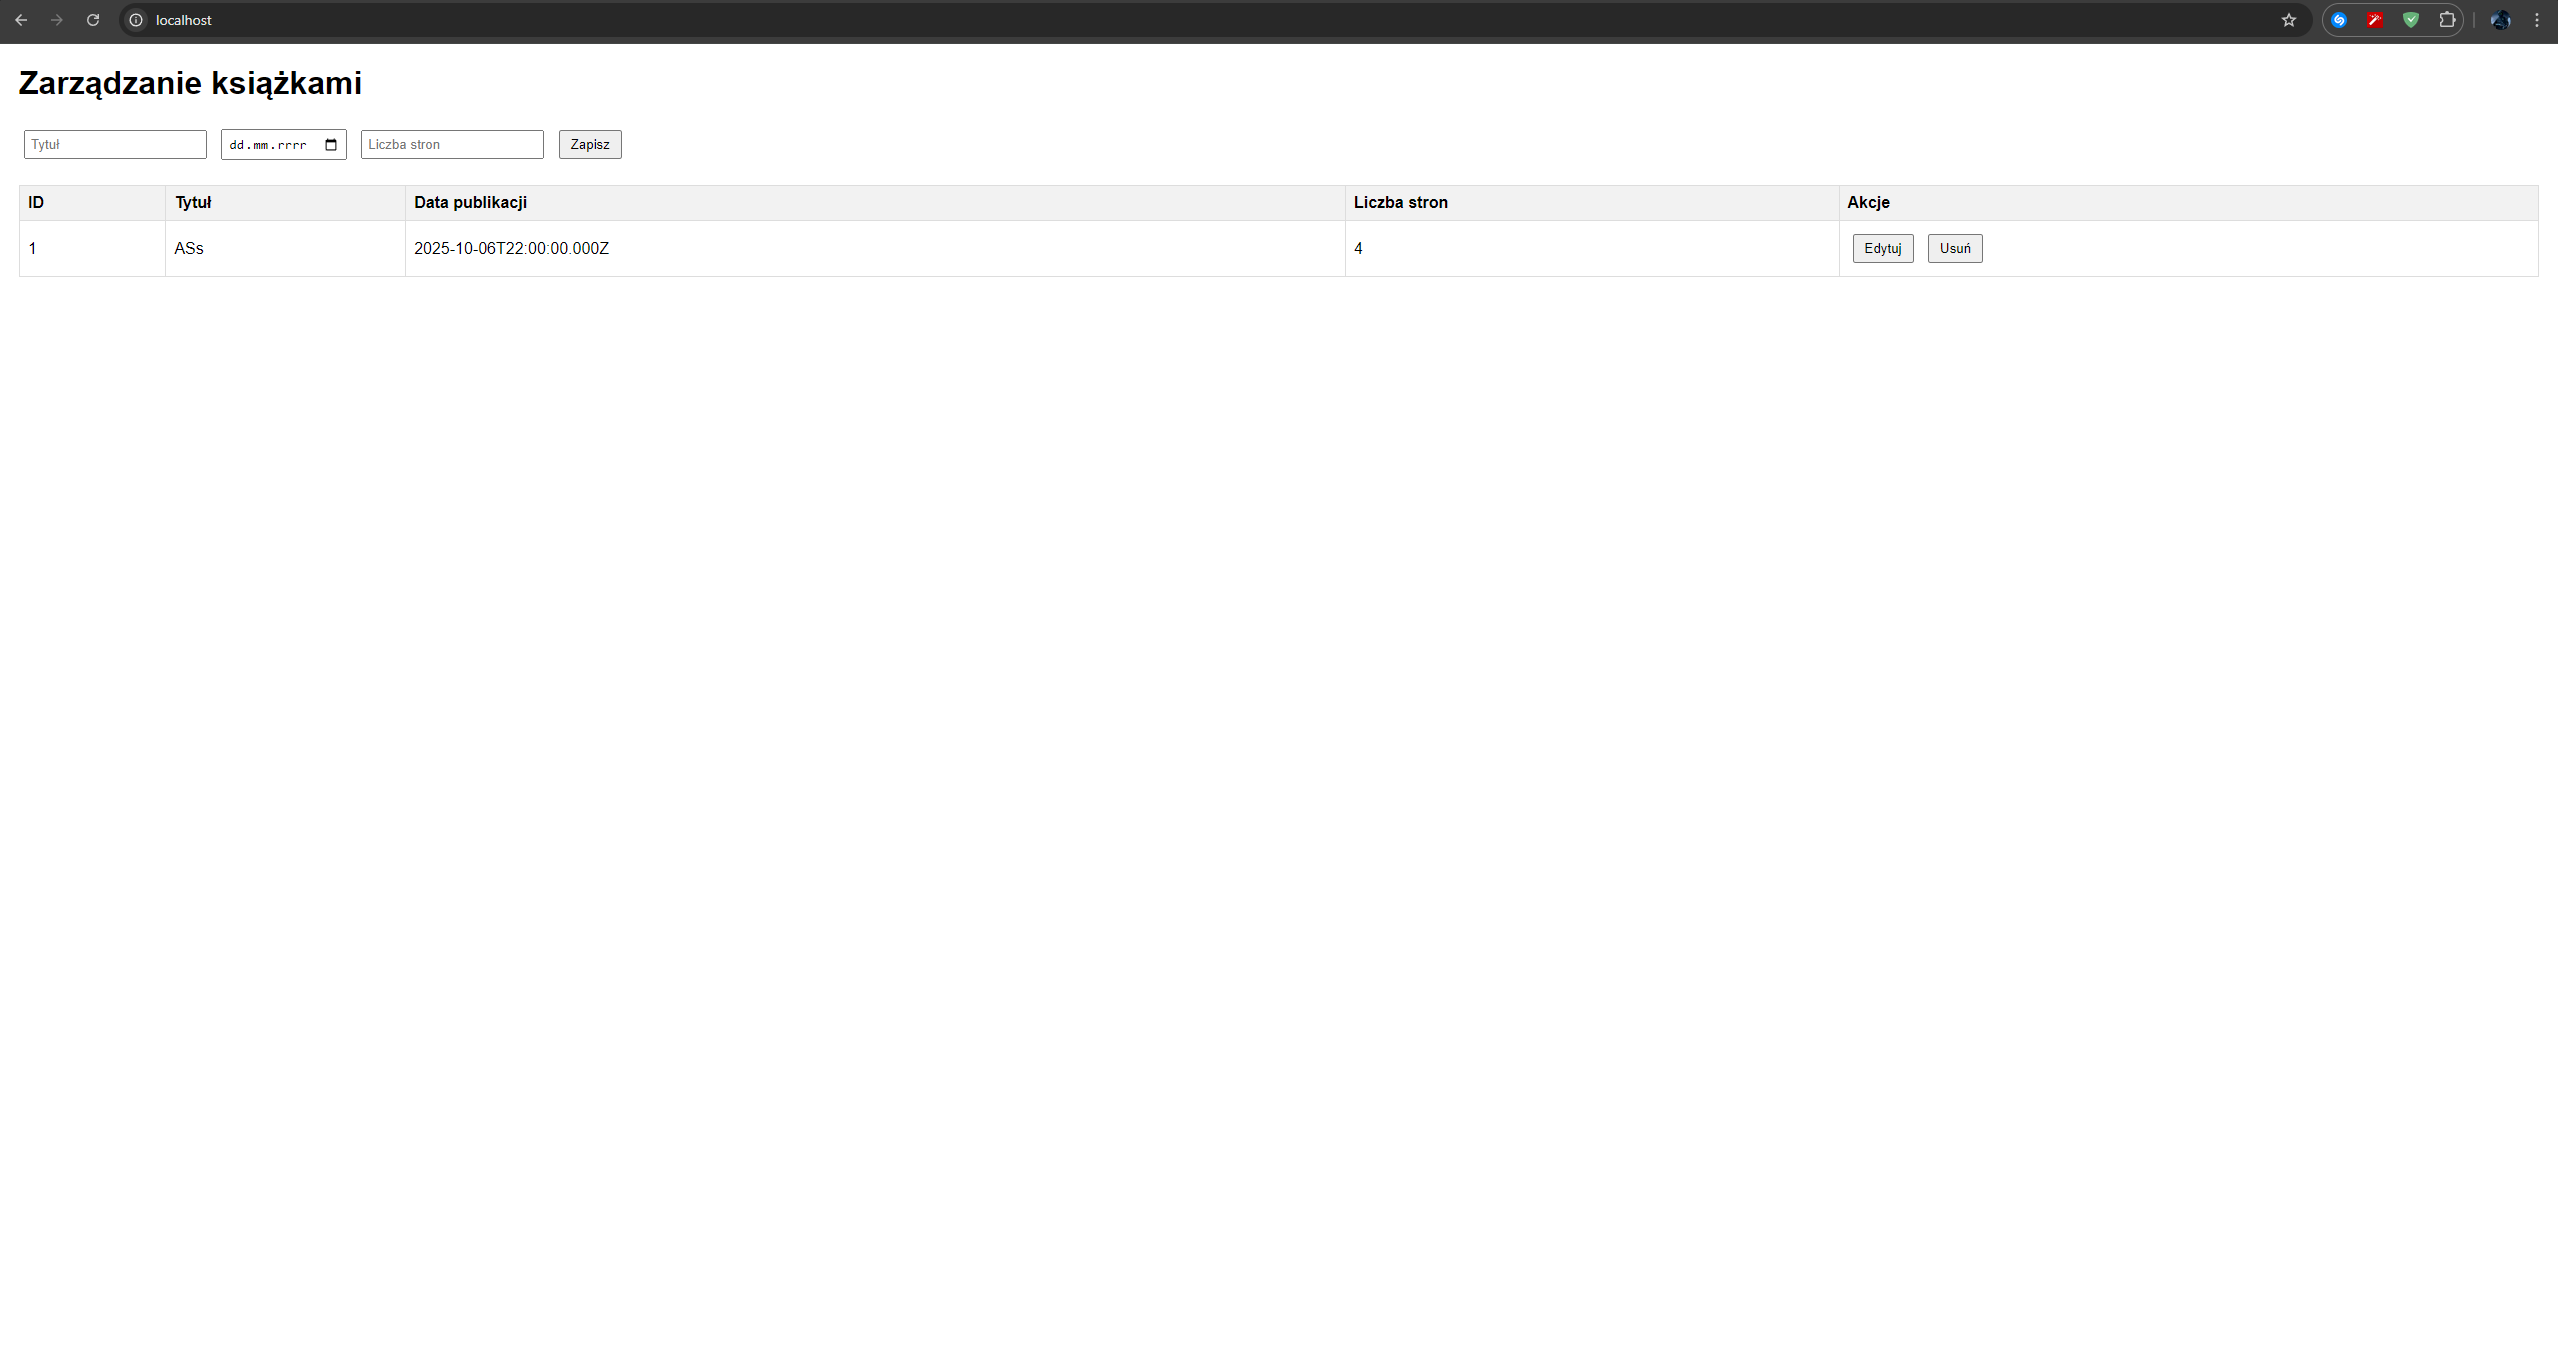 localhost
Zarządzanie książkami
Tytuł dd.mm.rrrr Liczba stron Zapisz
ID Tytuł Data publikacji Liczba stron Akcje
1 ASs 2025-10-06T22:00:00.000Z 4 Edytuj Usuń